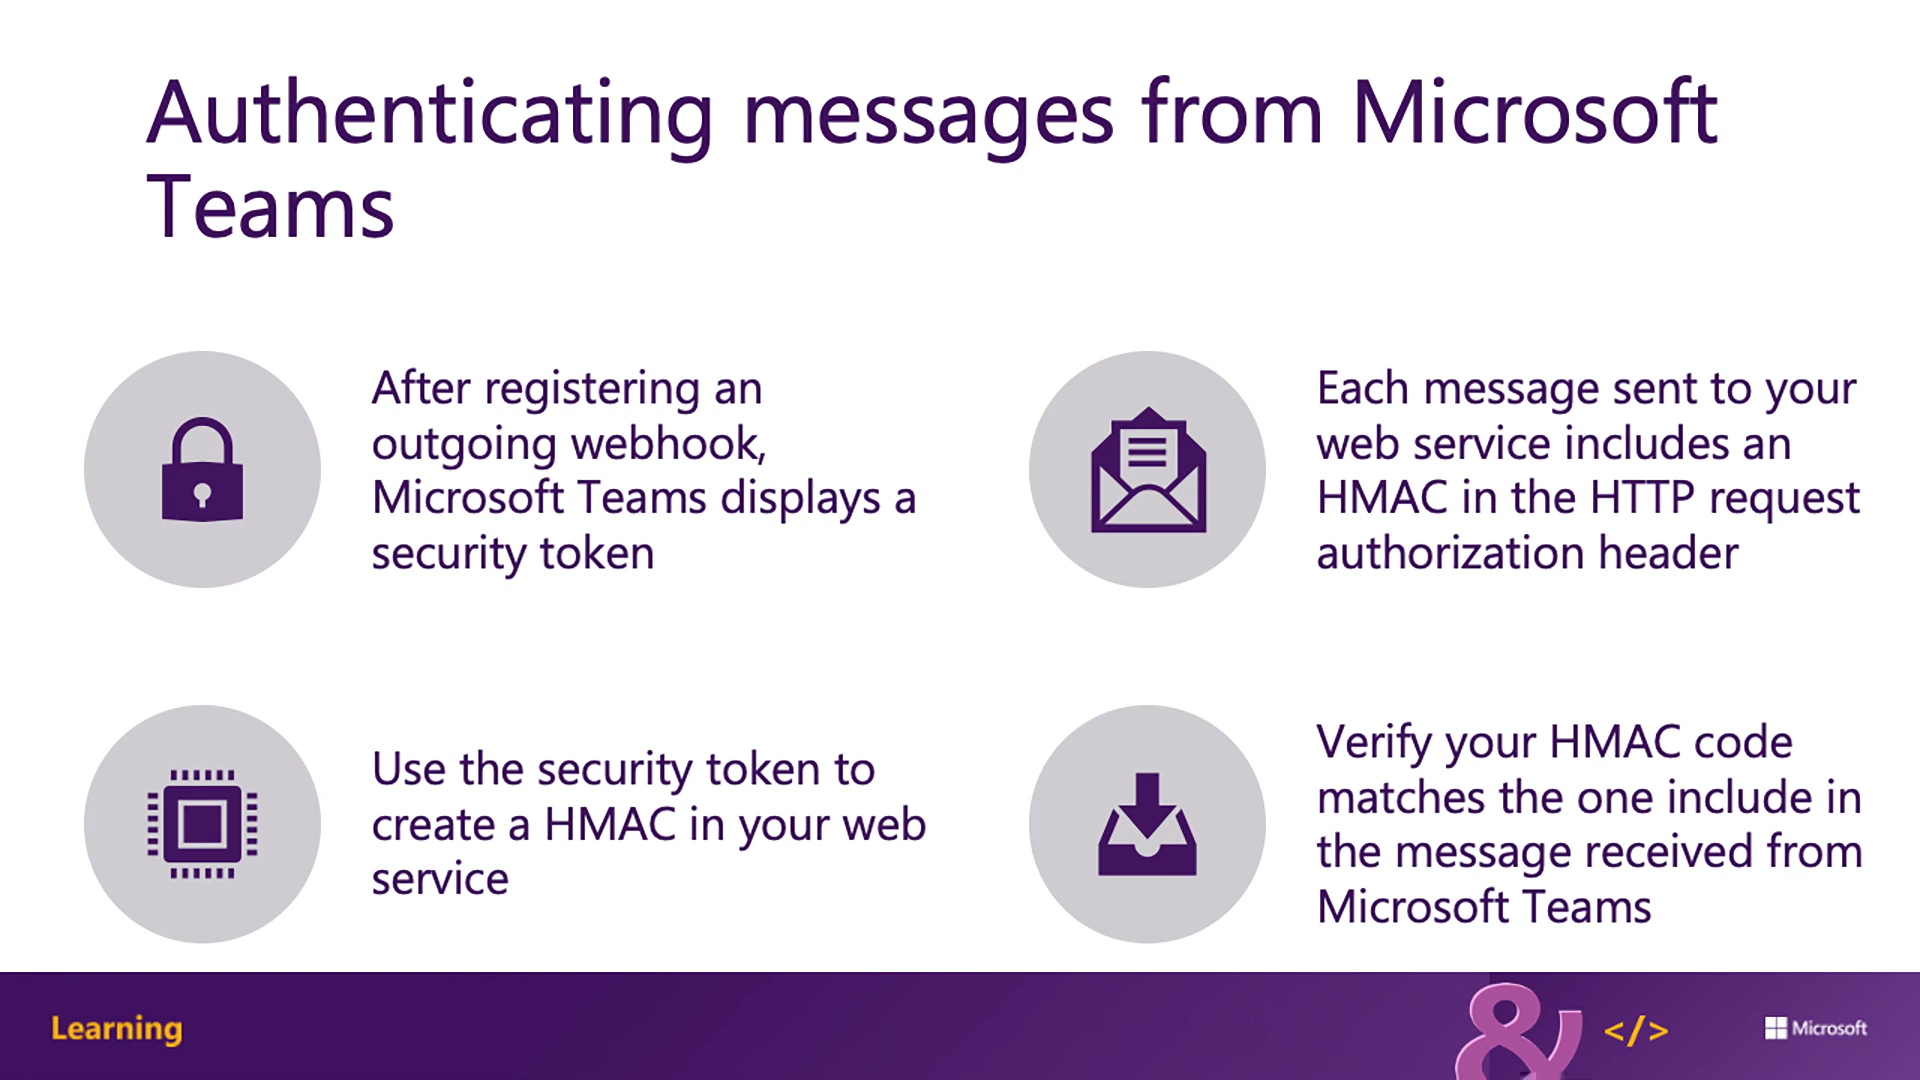 Authenticating messages from Microsoft
Teams
After registering an
outgoing webhook,
Microsoft Teams displays a
security token
Each message sent to your
web service includes an
HMAC in the HTTP request
authorization header
Use the security token to
create a HMAC in your web
service
Verify your HMAC code
matches the one include in
the message received from
Microsoft Teams
Learning
& </>
Microsoft